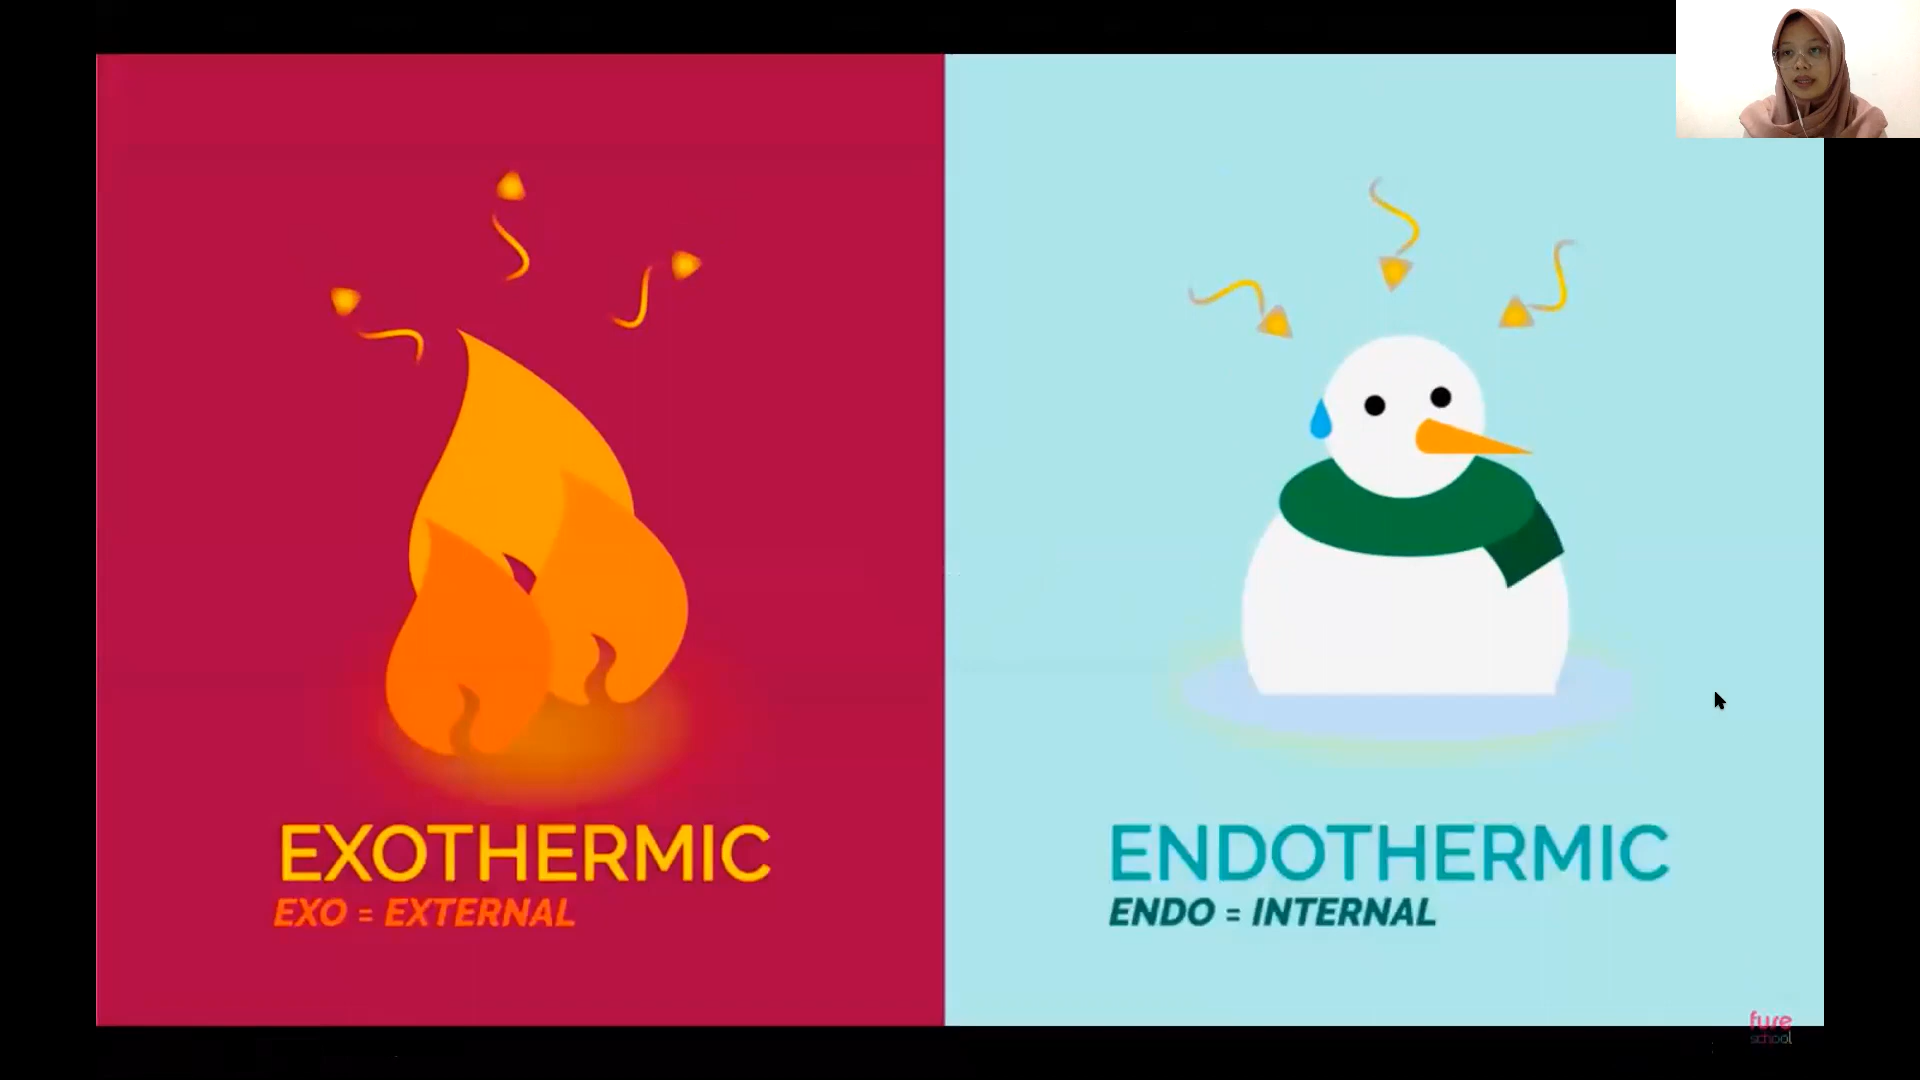 EXOTHERMIC
EXO = EXTERNAL
ENDOTHERMIC
ENDO = INTERNAL
fuse
school